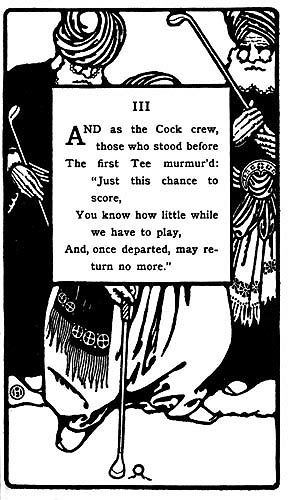 III
AND as the Cock crew,
those who stood before
The first Tee murmur'd:
"Just this chance to
score,
You know how little while
we have to play,
And, once departed, may re-
turn no more."